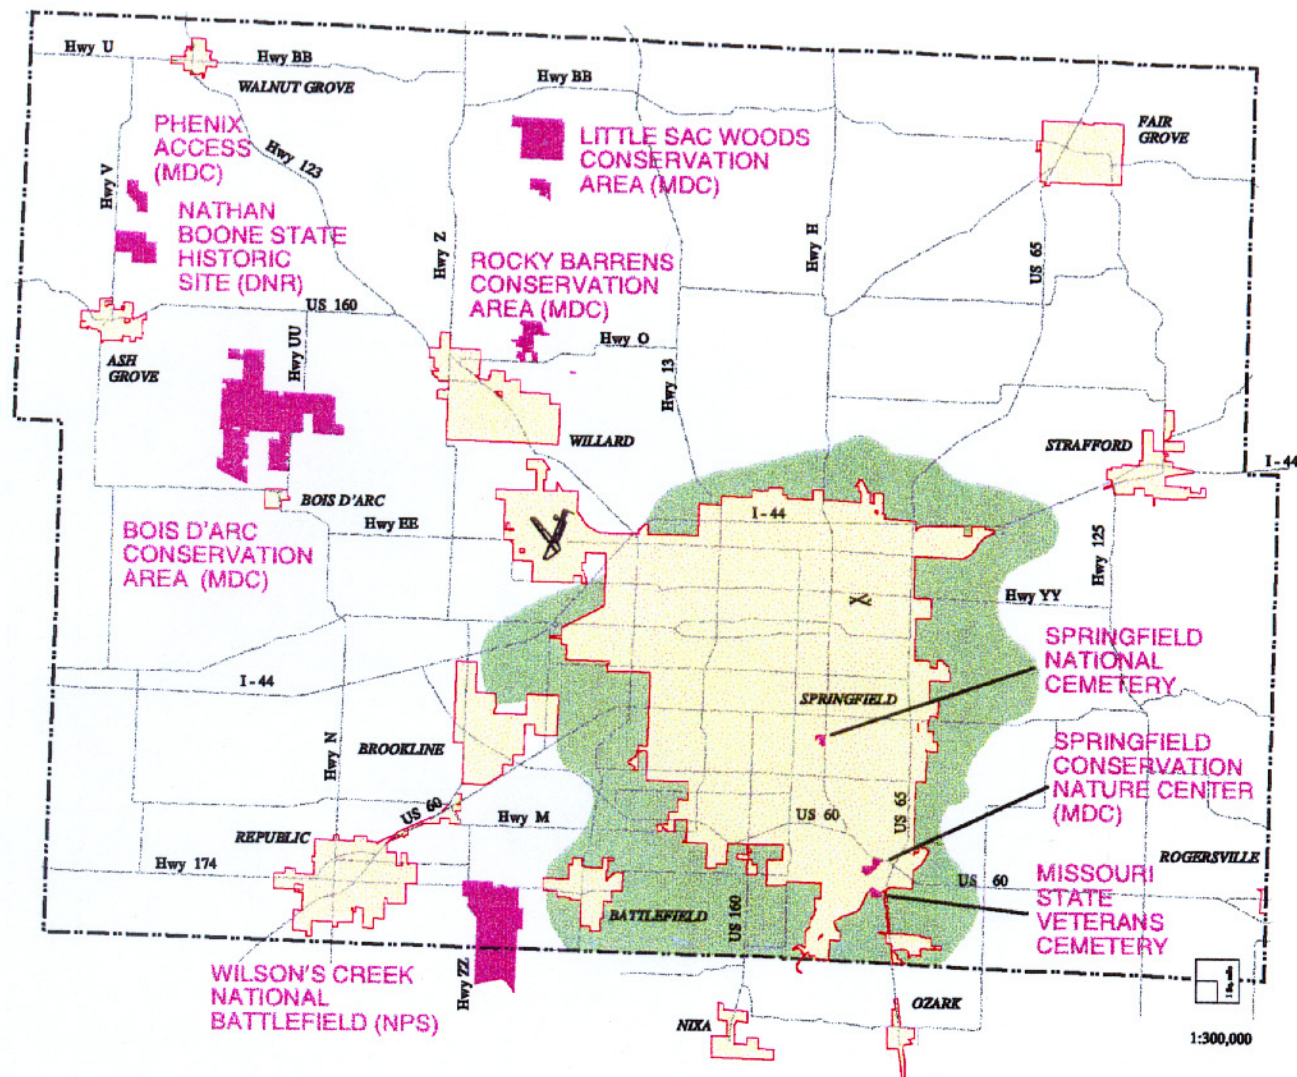 Hwy U
Hwy BB
WALNUT GROVE
Hwy BB
FAIR
GROVE
PHENIX
ACCESS
(MDC)
Hwy V
Hwy 123
LITTLE SAC WOODS
CONSERVATION
AREA (MDC)
NATHAN
BOONE STATE
HISTORIC
SITE (DNR)
Hwy Z
Hwy H
US 65
ROCKY BARRENS
CONSERVATION
AREA (MDC)
US 160
Hwy O
ASH
GROVE
Hwy UU
Hwy 13
WILLARD
STRAFFORD
I - 44
BOIS D'ARC
Hwy EE
I - 44
BOIS D'ARC
CONSERVATION
AREA (MDC)
Hwy 125
Hwy YY
SPRINGFIELD
NATIONAL
CEMETERY
I - 44
SPRINGFIELD
BROOKLINE
Hwy N
SPRINGFIELD
CONSERVATION
NATURE CENTER
(MDC)
US 60
US 65
US 60
Hwy M
REPUBLIC
Hwy 174
ROGERSVILLE
US 60
MISSOURI
STATE
VETERANS
CEMETERY
BATTLEFIELD
US 160
WILSON'S CREEK
NATIONAL
BATTLEFIELD (NPS)
Hwy ZZ
1 Sq. mile
NIXA
OZARK
1:300,000